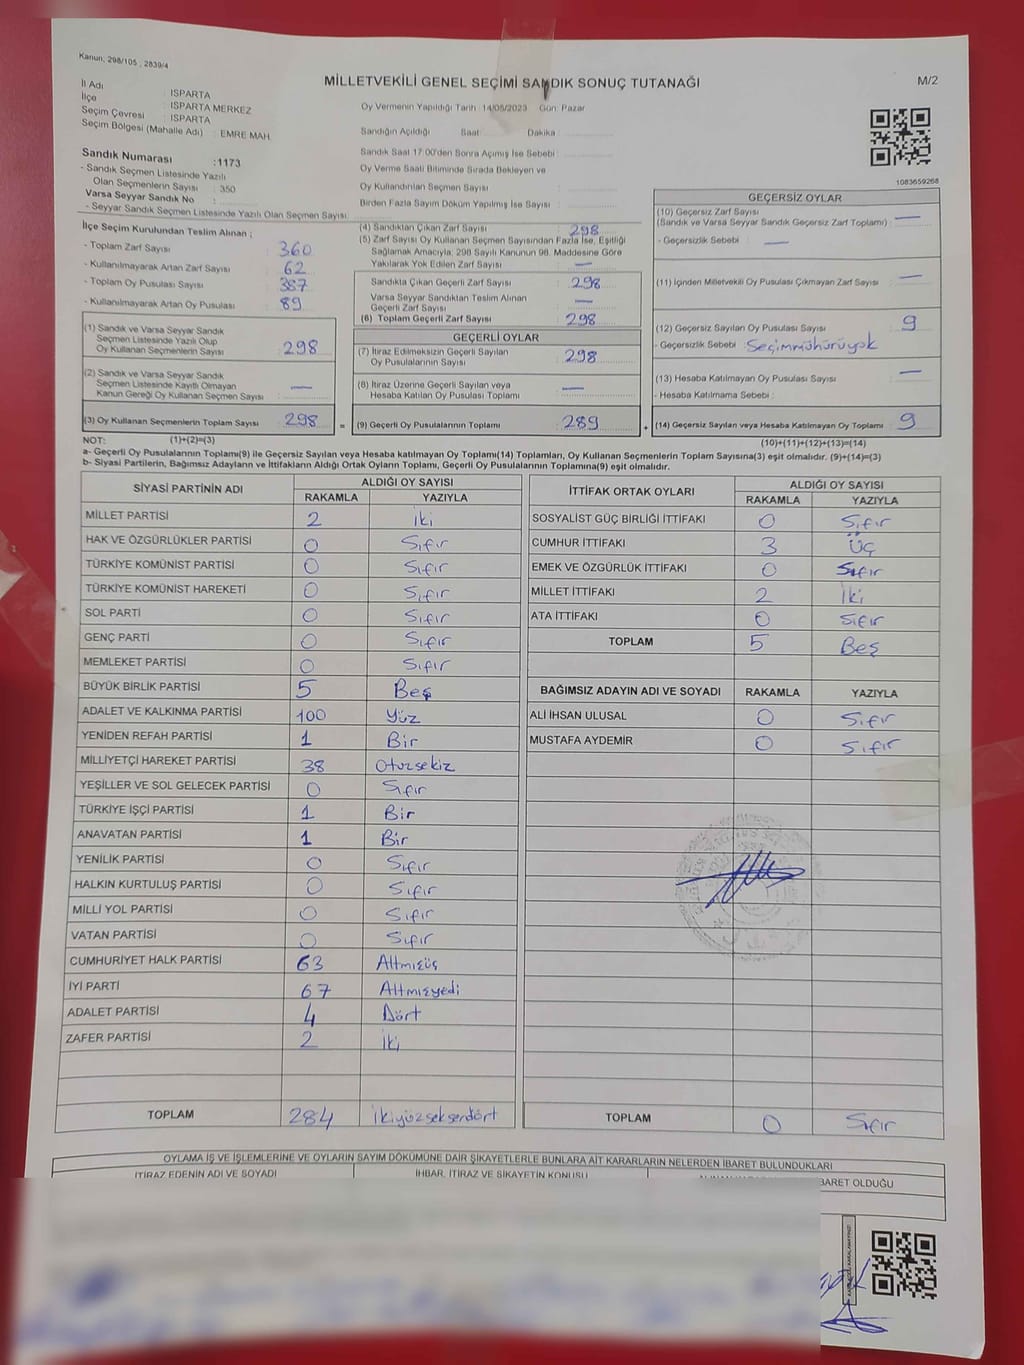 Kanun, 298/105 , 2839/4
MİLLETVEKİLİ GENEL SEÇİMİ SANDIK SONUÇ TUTANAĞI
M/2
İl Adı : ISPARTA
İlçe : ISPARTA MERKEZ
Seçim Çevresi : ISPARTA
Seçim Bölgesi (Mahalle Adı) : EMRE MAH.
Sandık Numarası :1173
- Sandık Seçmen Listesinde Yazılı
Olan Seçmenlerin Sayısı : 350
Varsa Seyyar Sandık No :
- Seyyar Sandık Seçmen Listesinde Yazılı Olan Seçmen Sayısı:
Oy Vermenin Yapıldığı Tarih :14/05/2023 Gün: Pazar
Sandığın Açıldığı Saat: Dakika:
Sandık Saat 17:00'den Sonra Açımış İse Sebebi :
Oy Verme Saati Bitiminde Sırada Bekleyen ve
Oy Kullandırılan Seçmen Sayısı :
Birden Fazla Sayım Döküm Yapılmış İse Sayısı :
1083659268
İlçe Seçim Kurulundan Teslim Alınan ;
- Toplam Zarf Sayısı : 360
- Kullanılmayarak Artan Zarf Sayısı : 62
- Toplam Oy Pusulası Sayısı : 387
- Kullanılmayarak Artan Oy Pusulası : 89
(1) Sandık ve Varsa Seyyar Sandık
Seçmen Listesinde Yazılı Olup
Oy Kullanan Seçmenlerin Sayısı : 298
(2) Sandık ve Varsa Seyyar Sandık
Seçmen Listesinde Kayıtlı Olmayan
Kanun Gereği Oy Kullanan Seçmen Sayısı : —
(3) Oy Kullanan Seçmenlerin Toplam Sayısı : 298
(4) Sandıktan Çıkan Zarf Sayısı : 298
(5) Zarf Sayısı Oy Kullanan Seçmen Sayısından Fazla İse, Eşitliği
Sağlamak Amacıyla, 298 Sayılı Kanunun 98. Maddesine Göre
Yakılarak Yok Edilen Zarf Sayısı : —
Sandıkta Çıkan Geçerli Zarf Sayısı : 298
Varsa Seyyar Sandıktan Teslim Alınan
Geçerli Zarf Sayısı : —
(6) Toplam Geçerli Zarf Sayısı : 298
GEÇERLİ OYLAR
(7) İtiraz Edilmeksizin Geçerli Sayılan
Oy Pusulalarının Sayısı : 298
(8) İtiraz Üzerine Geçerli Sayılan veya
Hesaba Katılan Oy Pusulası Toplamı : —
= (9) Geçerli Oy Pusulalarının Toplamı : 289
GEÇERSİZ OYLAR
(10) Geçersiz Zarf Sayısı
(Sandık ve Varsa Seyyar Sandık Geçersiz Zarf Toplamı) : —
- Geçersizlik Sebebi : —
(11) İçinden Milletvekili Oy Pusulası Çıkmayan Zarf Sayısı : —
(12) Geçersiz Sayılan Oy Pusulası Sayısı : 9
- Geçersizlik Sebebi : Seçim mühürü yok
(13) Hesaba Katılmayan Oy Pusulası Sayısı : —
- Hesaba Katılmama Sebebi :
+ (14) Geçersiz Sayılan veya Hesaba Katılmayan Oy Toplamı : 9
NOT: (1)+(2)=(3) (10)+(11)+(12)+(13)=(14)
a- Geçerli Oy Pusulalarının Toplamı(9) ile Geçersiz Sayılan veya Hesaba katılmayan Oy Toplamı(14) Toplamları, Oy Kullanan Seçmenlerin Toplam Sayısına(3) eşit olmalıdır. (9)+(14)=(3)
b- Siyasi Partilerin, Bağımsız Adayların ve İttifakların Aldığı Ortak Oyların Toplamı, Geçerli Oy Pusulalarının Toplamına(9) eşit olmalıdır.
SİYASİ PARTİNİN ADI ALDIĞI OY SAYISI
RAKAMLA YAZIYLA
MİLLET PARTİSİ 2 iki
HAK VE ÖZGÜRLÜKLER PARTİSİ 0 Sıfır
TÜRKİYE KOMÜNİST PARTİSİ 0 Sıfır
TÜRKİYE KOMÜNİST HAREKETİ 0 Sıfır
SOL PARTİ 0 Sıfır
GENÇ PARTİ 0 Sıfır
MEMLEKET PARTİSİ 0 Sıfır
BÜYÜK BİRLİK PARTİSİ 5 Beş
ADALET VE KALKINMA PARTİSİ 100 Yüz
YENİDEN REFAH PARTİSİ 1 Bir
MİLLİYETÇİ HAREKET PARTİSİ 38 Otuzsekiz
YEŞİLLER VE SOL GELECEK PARTİSİ 0 Sıfır
TÜRKİYE İŞÇİ PARTİSİ 1 Bir
ANAVATAN PARTİSİ 1 Bir
YENİLİK PARTİSİ 0 Sıfır
HALKIN KURTULUŞ PARTİSİ 0 Sıfır
MİLLİ YOL PARTİSİ 0 Sıfır
VATAN PARTİSİ 0 Sıfır
CUMHURİYET HALK PARTİSİ 63 Altmışüç
İYİ PARTİ 67 Altmışyedi
ADALET PARTİSİ 4 Dört
ZAFER PARTİSİ 2 iki
TOPLAM 284 ikiyüzseksendört
İTTİFAK ORTAK OYLARI ALDIĞI OY SAYISI
RAKAMLA YAZIYLA
SOSYALİST GÜÇ BİRLİĞİ İTTİFAKI 0 Sıfır
CUMHUR İTTİFAKI 3 Üç
EMEK VE ÖZGÜRLÜK İTTİFAKI 0 Sıfır
MİLLET İTTİFAKI 2 iki
ATA İTTİFAKI 0 Sıfır
TOPLAM 5 Beş
BAĞIMSIZ ADAYIN ADI VE SOYADI RAKAMLA YAZIYLA
ALİ İHSAN ULUSAL 0 Sıfır
MUSTAFA AYDEMİR 0 Sıfır
TOPLAM 0 Sıfır
OYLAMA İŞ VE İŞLEMLERİNE VE OYLARIN SAYIM DÖKÜMÜNE DAİR ŞİKAYETLERLE BUNLARA AİT KARARLARIN NELERDEN İBARET BULUNDUKLARI
İTİRAZ EDENİN ADI VE SOYADI İHBAR, İTİRAZ VE ŞİKAYETİN KONUSU
İBARET OLDUĞU